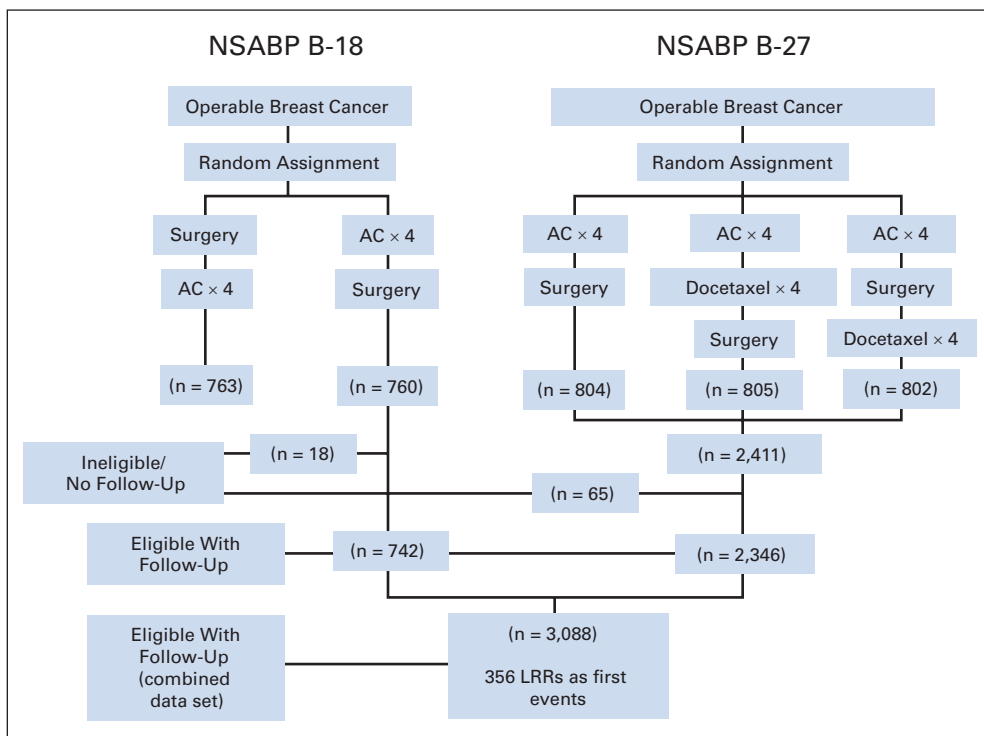 NSABP B-18
Operable Breast Cancer
Random Assignment
Surgery
AC × 4
(n = 763)
AC × 4
Surgery
(n = 760)
NSABP B-27
Operable Breast Cancer
Random Assignment
AC × 4
Surgery
(n = 804)
AC × 4
Docetaxel × 4
Surgery
(n = 805)
AC × 4
Surgery
Docetaxel × 4
(n = 802)
(n = 2,411)
Ineligible/
No Follow-Up
(n = 18)
(n = 65)
Eligible With
Follow-Up
(n = 742)
(n = 2,346)
Eligible With
Follow-Up
(combined
data set)
(n = 3,088)
356 LRRs as first
events